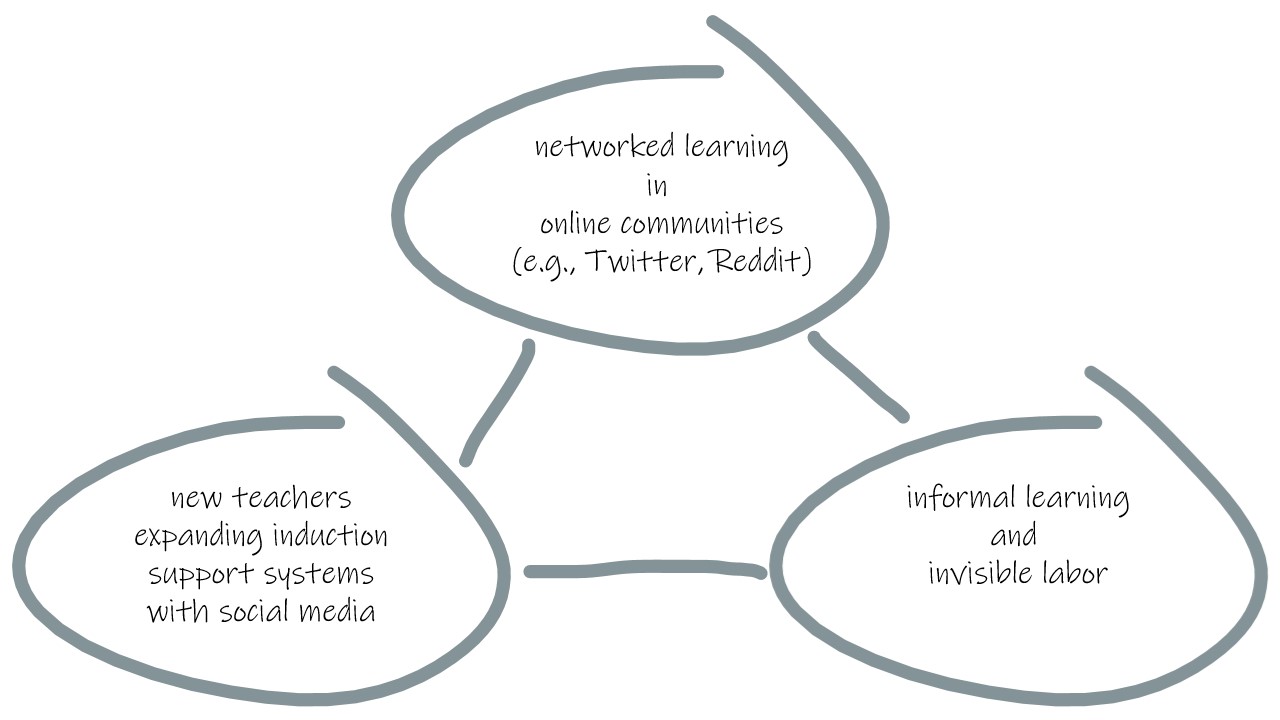 networked learning
in
online communities
(e.g., Twitter, Reddit)
new teachers
expanding induction
support systems
with social media
informal learning
and
invisible labor